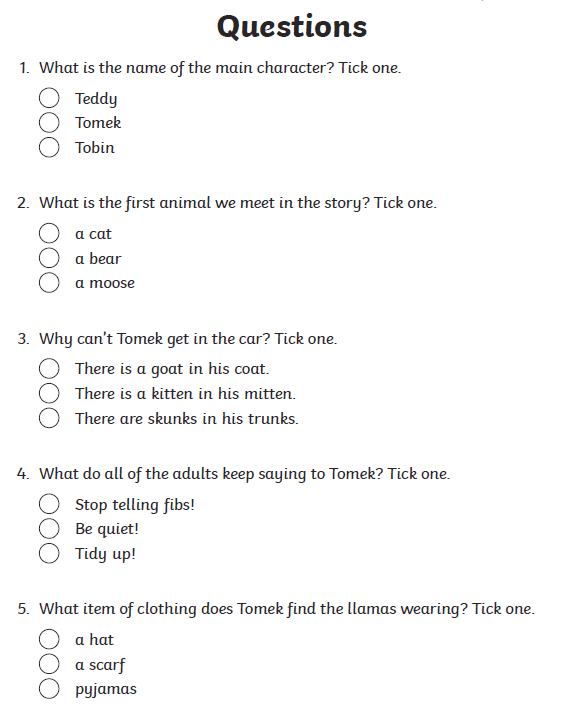 Questions
1. What is the name of the main character? Tick one.
Teddy
Tomek
Tobin
2. What is the first animal we meet in the story? Tick one.
a cat
a bear
a moose
3. Why can't Tomek get in the car? Tick one.
There is a goat in his coat.
There is a kitten in his mitten.
There are skunks in his trunks.
4. What do all of the adults keep saying to Tomek? Tick one.
Stop telling fibs!
Be quiet!
Tidy up!
5. What item of clothing does Tomek find the llamas wearing? Tick one.
a hat
a scarf
pyjamas